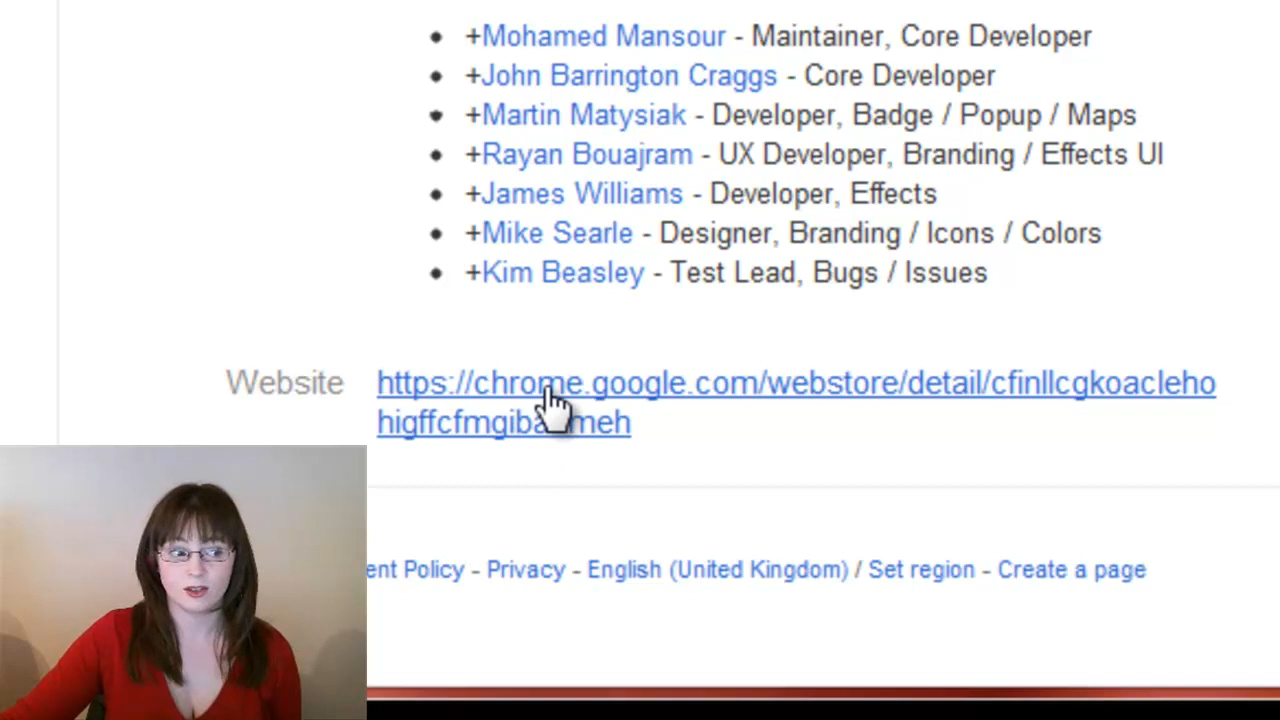 +Mohamed Mansour - Maintainer, Core Developer
+John Barrington Craggs - Core Developer
+Martin Matysiak - Developer, Badge / Popup / Maps
+Rayan Bouajram - UX Developer, Branding / Effects UI
+James Williams - Developer, Effects
+Mike Searle - Designer, Branding / Icons / Colors
+Kim Beasley - Test Lead, Bugs / Issues
Website https://chrome.google.com/webstore/detail/cfinllcgkoacleho
ent Policy - Privacy - English (United Kingdom) / Set region - Create a page